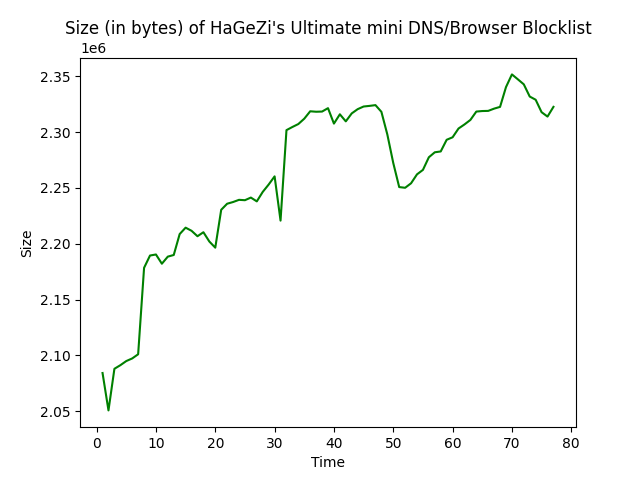 Size (in bytes) of HaGeZi's Ultimate mini DNS/Browser Blocklist
1e6
2.35
2.30
2.25
2.20
2.15
2.10
2.05
Size
0 10 20 30 40 50 60 70 80
Time